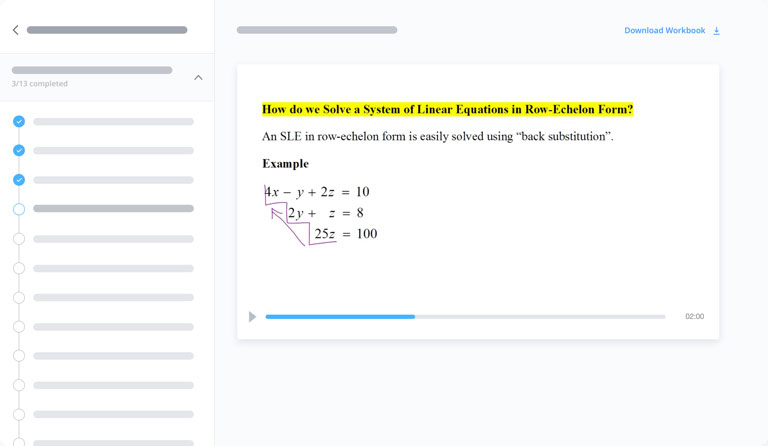 Download Workbook
3/13 completed
How do we Solve a System of Linear Equations in Row-Echelon Form?
An SLE in row-echelon form is easily solved using “back substitution”.
Example
4x − y + 2z = 10
2y + z = 8
25z = 100
02:00